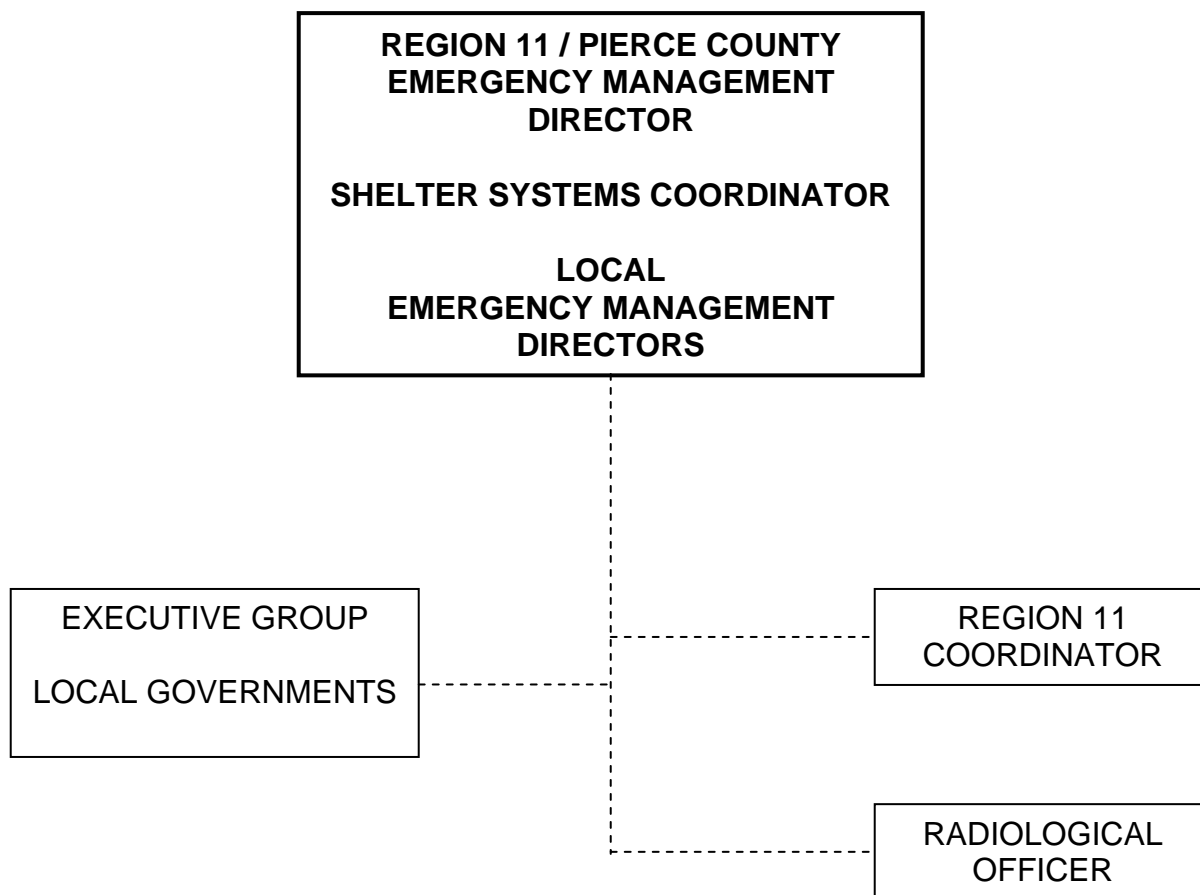 REGION 11 / PIERCE COUNTY
EMERGENCY MANAGEMENT
DIRECTOR
SHELTER SYSTEMS COORDINATOR
LOCAL
EMERGENCY MANAGEMENT
DIRECTORS
EXECUTIVE GROUP
LOCAL GOVERNMENTS
REGION 11
COORDINATOR
RADIOLOGICAL
OFFICER